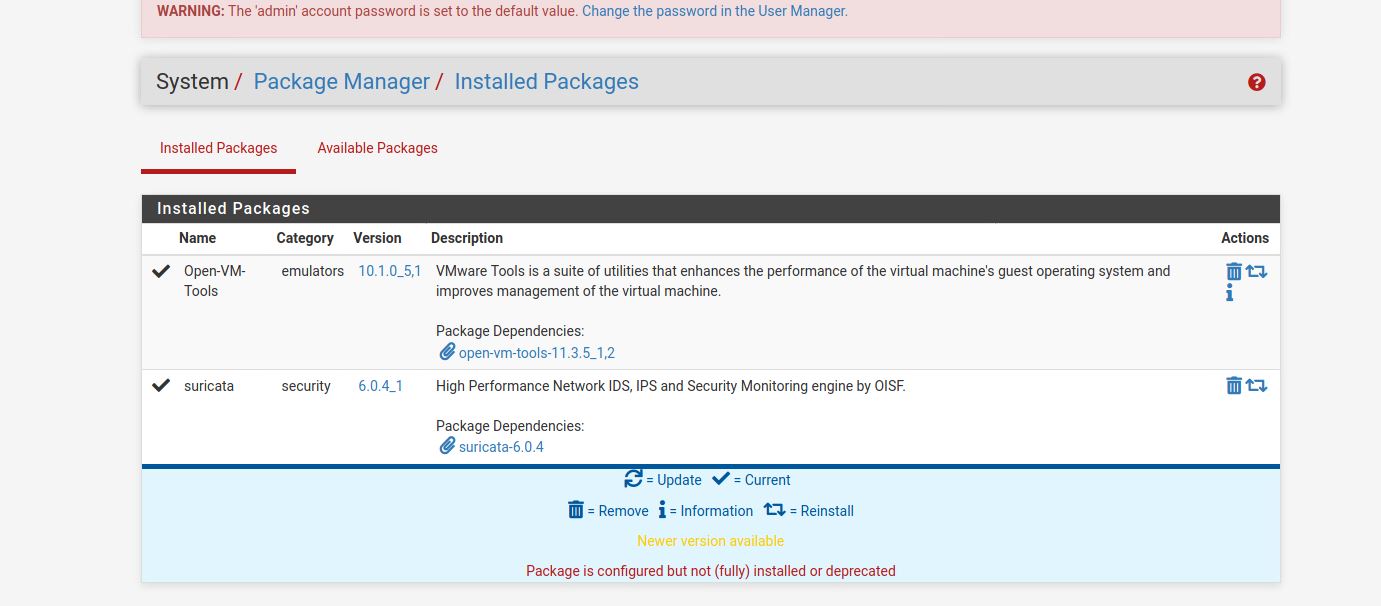 WARNING: The 'admin' account password is set to the default value. Change the password in the User Manager.
System / Package Manager / Installed Packages
Installed Packages Available Packages
Installed Packages
Name Category Version Description Actions
Open-VM- emulators 10.1.0_5,1 VMware Tools is a suite of utilities that enhances the performance of the virtual machine's guest operating system and
Tools improves management of the virtual machine.
Package Dependencies:
open-vm-tools-11.3.5_1,2
suricata security 6.0.4_1 High Performance Network IDS, IPS and Security Monitoring engine by OISF.
Package Dependencies:
suricata-6.0.4
= Update = Current
= Remove = Information = Reinstall
Newer version available
Package is configured but not (fully) installed or deprecated